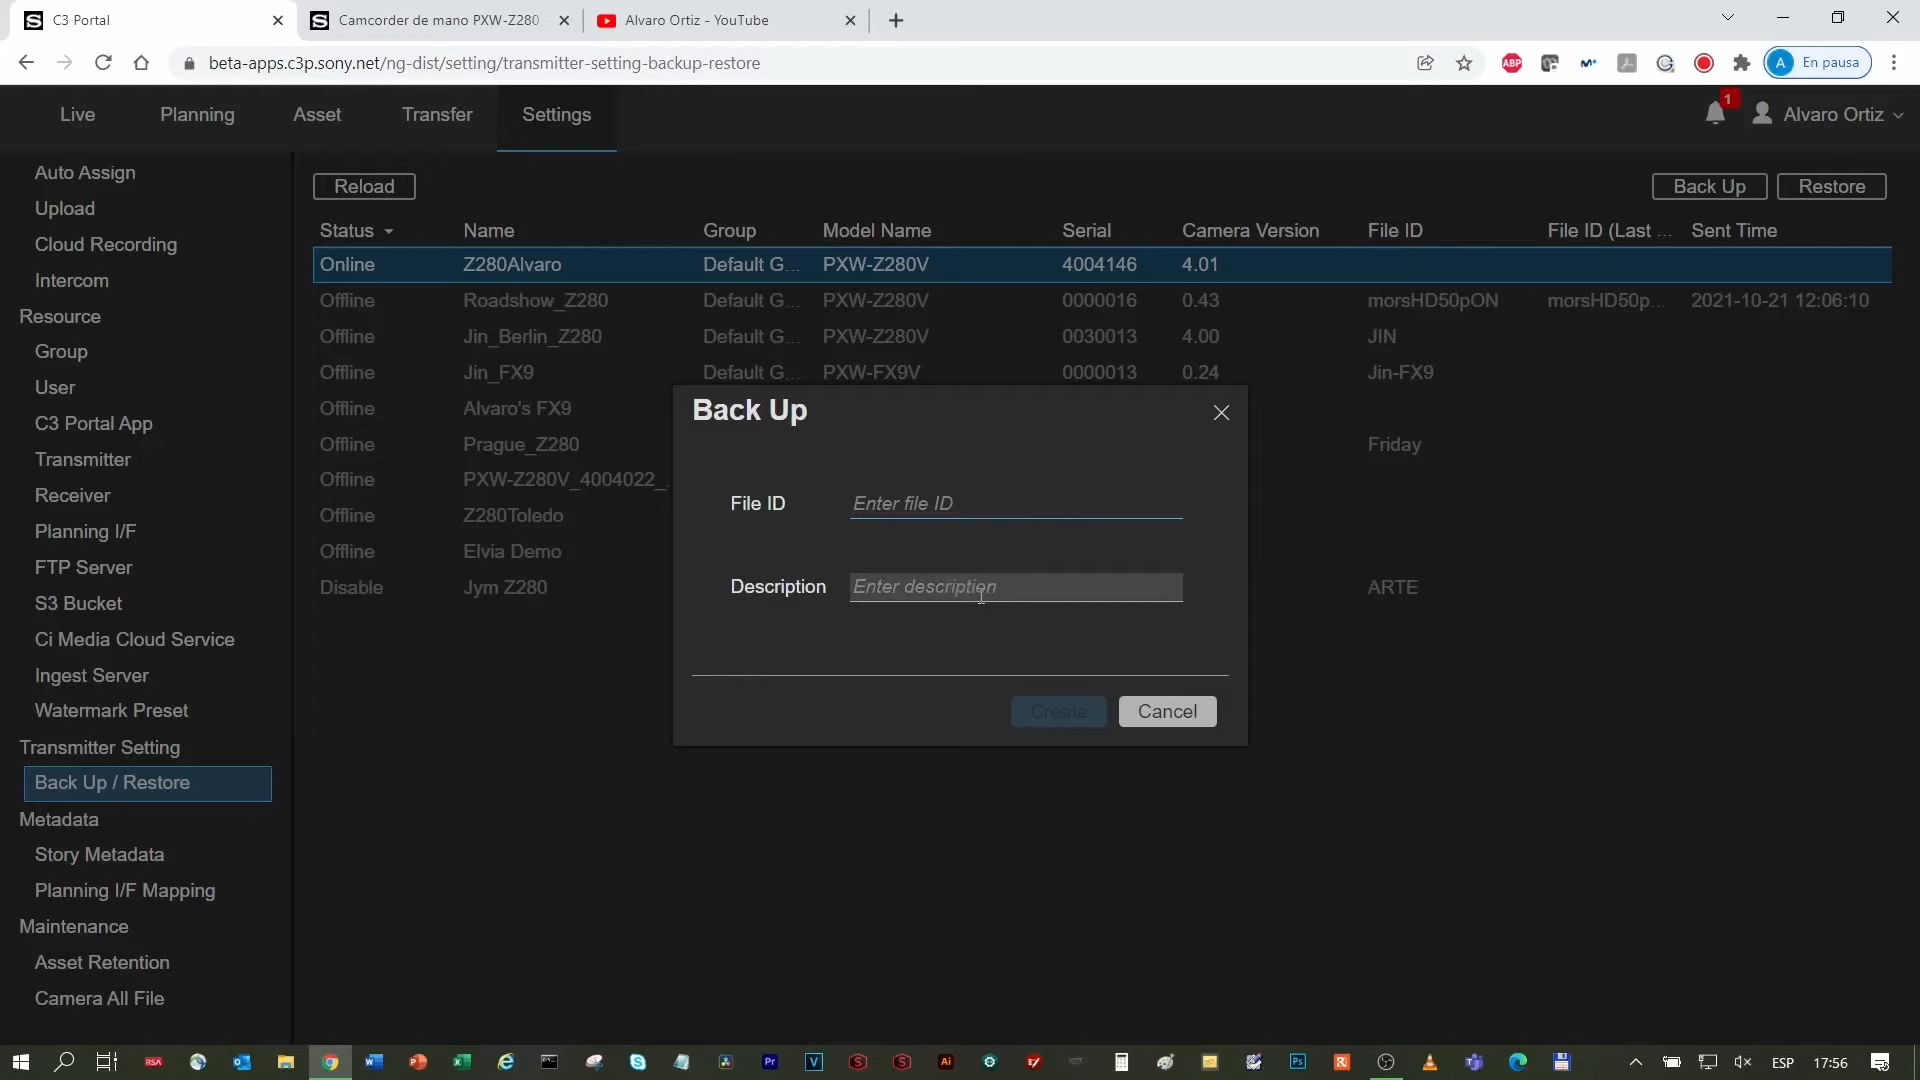 C3 Portal
Camcorder de mano PXW-Z280
Alvaro Ortiz - YouTube
beta-apps.c3p.sony.net/ng-dist/setting/transmitter-setting-backup-restore
ABP
A En pausa
Live Planning Asset Transfer Settings
1
Alvaro Ortiz
Auto Assign
Upload
Cloud Recording
Intercom
Resource
Group
User
C3 Portal App
Transmitter
Receiver
Planning I/F
FTP Server
S3 Bucket
Ci Media Cloud Service
Ingest Server
Watermark Preset
Transmitter Setting
Back Up / Restore
Metadata
Story Metadata
Planning I/F Mapping
Maintenance
Asset Retention
Camera All File
Reload Back Up Restore
Status Name Group Model Name Serial Camera Version File ID File ID (Last ... Sent Time
Online Z280Alvaro Default G... PXW-Z280V 4004146 4.01
Offline Roadshow_Z280 Default G... PXW-Z280V 0000016 0.43 morsHD50pON morsHD50p... 2021-10-21 12:06:10
Offline Jin_Berlin_Z280 Default G... PXW-Z280V 0030013 4.00 JIN
Offline Jin_FX9 Default G... PXW-FX9V 0000013 0.24 Jin-FX9
Offline Alvaro's FX9
Offline Prague_Z280 Friday
Offline PXW-Z280V_4004022_
Offline Z280Toledo
Offline Elvia Demo
Disable Jym Z280 ARTE
Back Up
File ID Enter file ID
Description Enter description
Create Cancel
RSA
Pr
V
Ai
Ps
ESP 17:56